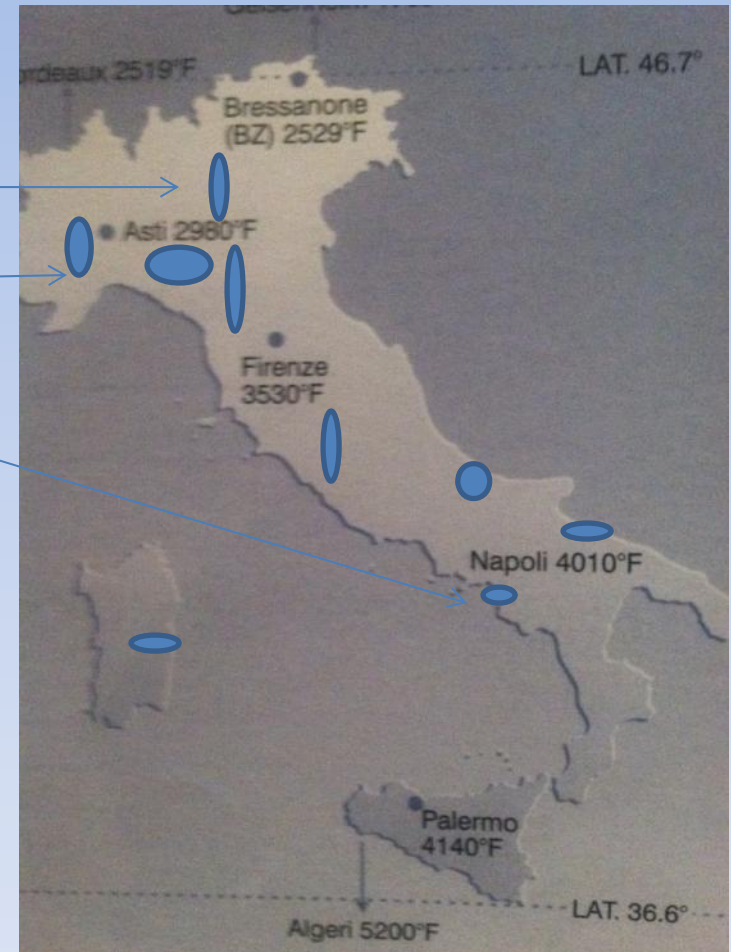 2519°F
LAT. 46.7°
Bressanone
(BZ) 2529°F
Asti 2980°F
Firenze
3530°F
Napoli 4010°F
Palermo
4140°F
LAT. 36.6°
Algeri 5200°F